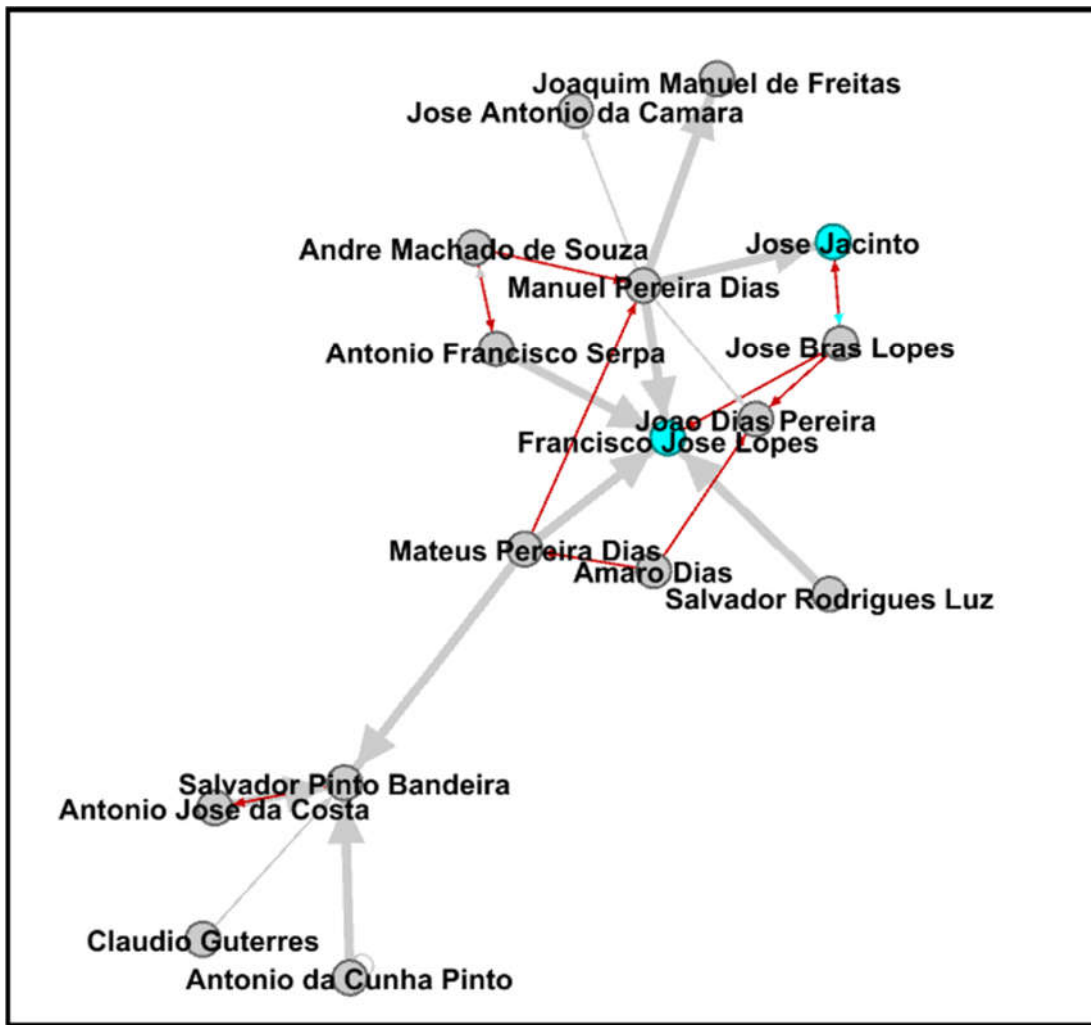 Joaquim Manuel de Freitas
Jose Antonio da Camara
Andre Machado de Souza
Jose Jacinto
Manuel Pereira Dias
Antonio Francisco Serpa
Jose Bras Lopes
Joao Dias Pereira
Francisco Jose Lopes
Mateus Pereira Dias
Amaro Dias
Salvador Rodrigues Luz
Salvador Pinto Bandeira
Antonio Jose da Costa
Claudio Guterres
Antonio da Cunha Pinto